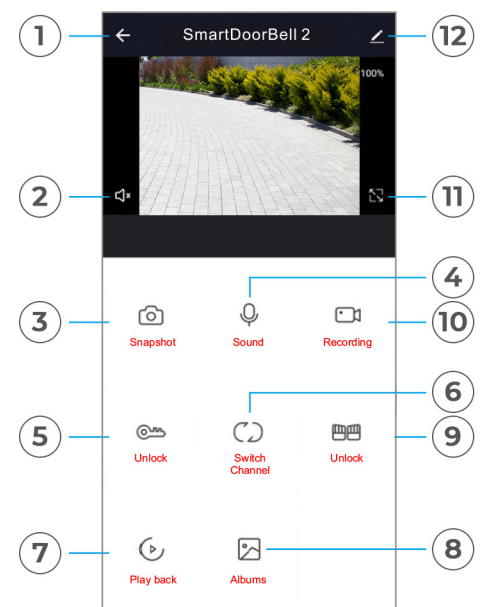 1
SmartDoorBell 2
12
100%
2
11
4
3
10
Snapshot
Sound
Recording
6
5
9
Unlock
Switch
Channel
Unlock
7
8
Play back
Albums